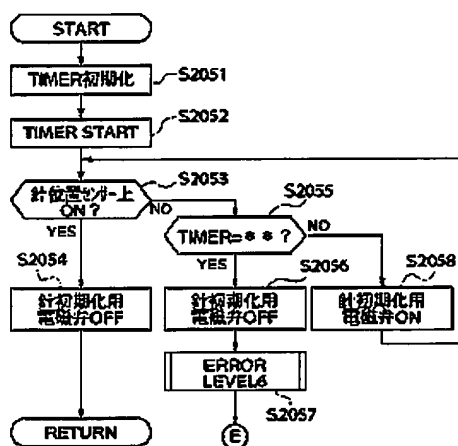 START
TIMER初期化
S2051
TIMER START
S2052
針位置センサー上
ON?
S2053
NO
YES
TIMER=**?
S2055
NO
YES
S2054
針初期化用
電磁弁OFF
S2056
針初期化用
電磁弁OFF
S2058
針初期化用
電磁弁ON
ERROR
LEVEL6
S2057
RETURN
E